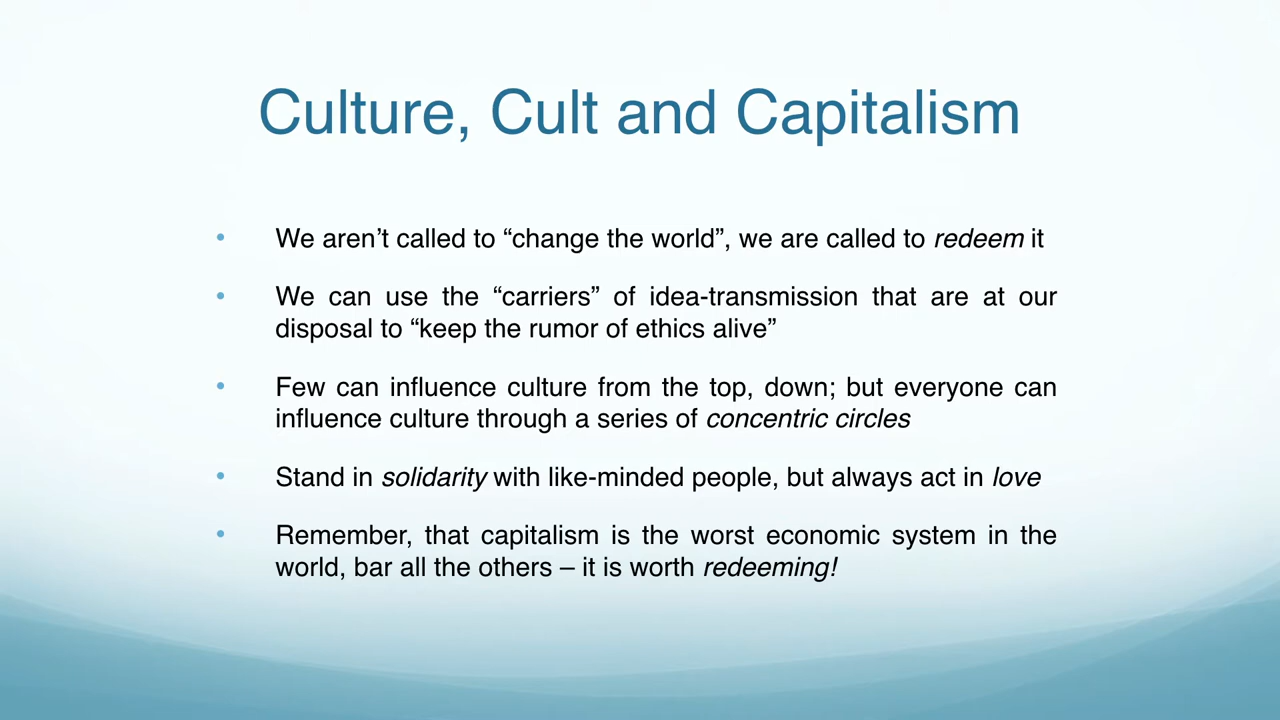 Culture, Cult and Capitalism
• We aren’t called to “change the world”, we are called to redeem it
• We can use the “carriers” of idea-transmission that are at our
disposal to “keep the rumor of ethics alive”
• Few can influence culture from the top, down; but everyone can
influence culture through a series of concentric circles
• Stand in solidarity with like-minded people, but always act in love
• Remember, that capitalism is the worst economic system in the
world, bar all the others – it is worth redeeming!